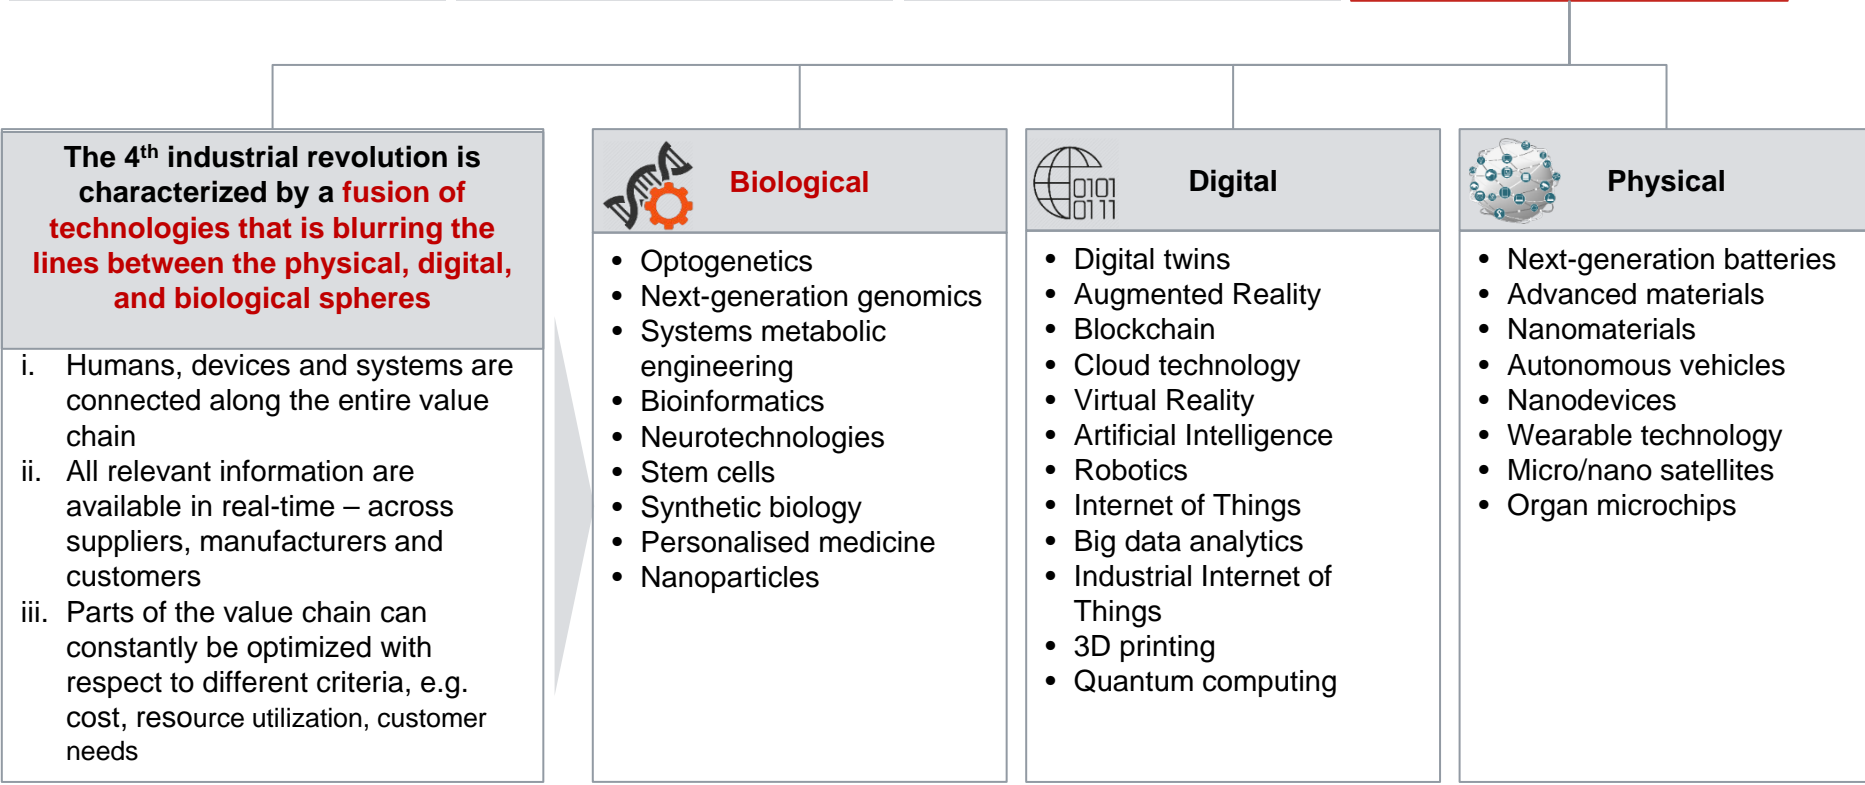 The 4th industrial revolution is
characterized by a fusion of
technologies that is blurring the
lines between the physical, digital,
and biological spheres
i. Humans, devices and systems are
connected along the entire value
chain
ii. All relevant information are
available in real-time – across
suppliers, manufacturers and
customers
iii. Parts of the value chain can
constantly be optimized with
respect to different criteria, e.g.
cost, resource utilization, customer
needs
Biological
• Optogenetics
• Next-generation genomics
• Systems metabolic
engineering
• Bioinformatics
• Neurotechnologies
• Stem cells
• Synthetic biology
• Personalised medicine
• Nanoparticles
0101
0111
Digital
• Digital twins
• Augmented Reality
• Blockchain
• Cloud technology
• Virtual Reality
• Artificial Intelligence
• Robotics
• Internet of Things
• Big data analytics
• Industrial Internet of
Things
• 3D printing
• Quantum computing
Physical
• Next-generation batteries
• Advanced materials
• Nanomaterials
• Autonomous vehicles
• Nanodevices
• Wearable technology
• Micro/nano satellites
• Organ microchips